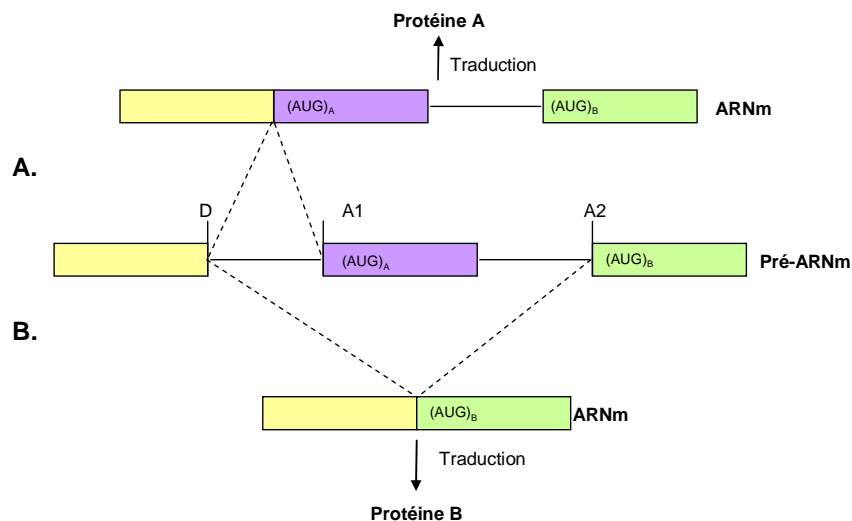 Protéine A
Traduction
(AUG)A (AUG)B ARNm
A.
D A1 A2
(AUG)A (AUG)B Pré-ARNm
B.
(AUG)B ARNm
Traduction
Protéine B